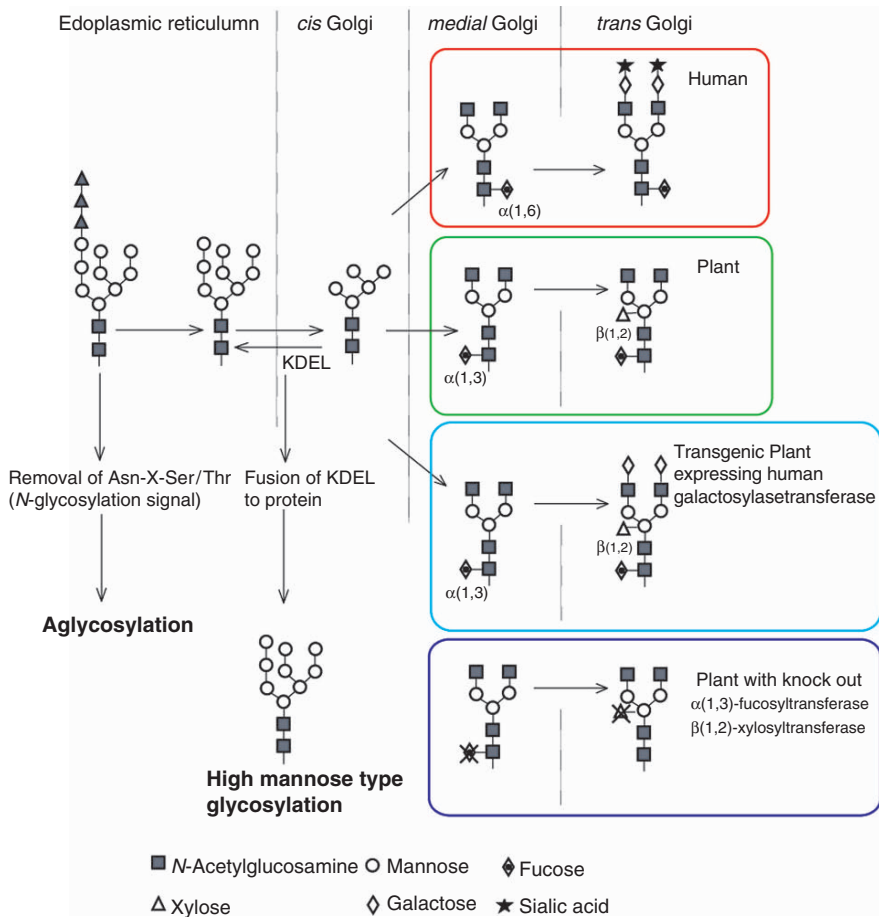 Edoplasmic reticulumn
cis Golgi
medial Golgi
trans Golgi
Human
α(1,6)
Plant
α(1,3)
β(1,2)
KDEL
Removal of Asn-X-Ser/Thr
(N-glycosylation signal)
Aglycosylation
Fusion of KDEL
to protein
High mannose type
glycosylation
Transgenic Plant
expressing human
galactosylasetransferase
α(1,3)
β(1,2)
Plant with knock out
α(1,3)-fucosyltransferase
β(1,2)-xylosyltransferase
N-Acetylglucosamine
Mannose
Fucose
Xylose
Galactose
Sialic acid